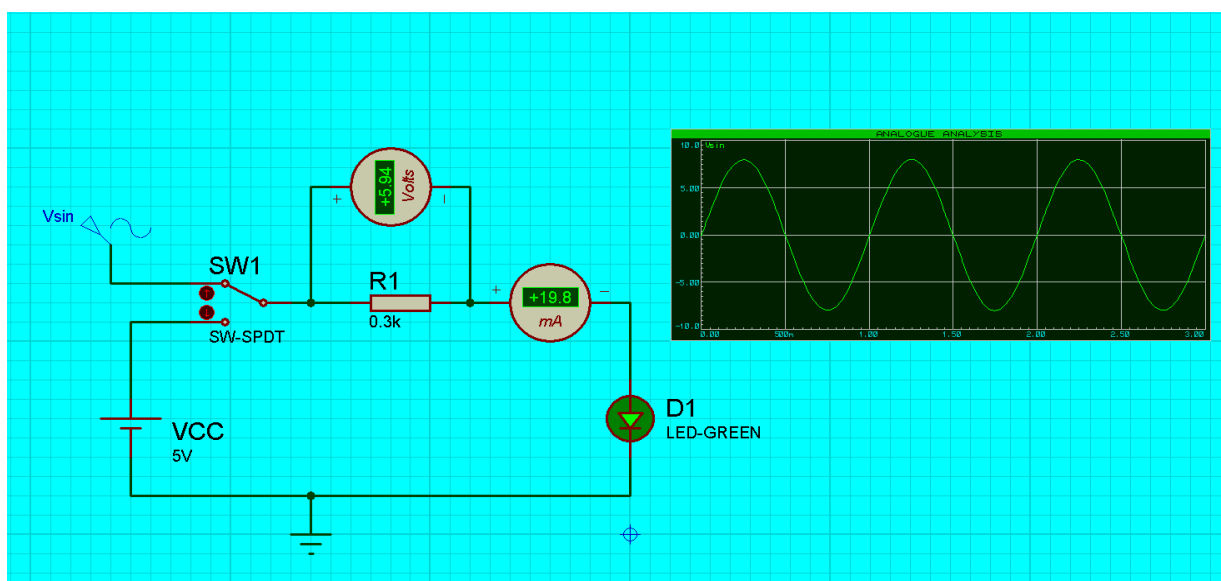 ANALOGUE ANALYSIS
10.0
Vsin
5.00
0.00
-5.00
-10.0
0.00
500m
1.00
1.50
2.00
2.50
3.00
+5.94
Volts
+
-
Vsin
SW1
SW-SPDT
R1
0.3k
+
-
+19.8
mA
VCC
5V
D1
LED-GREEN